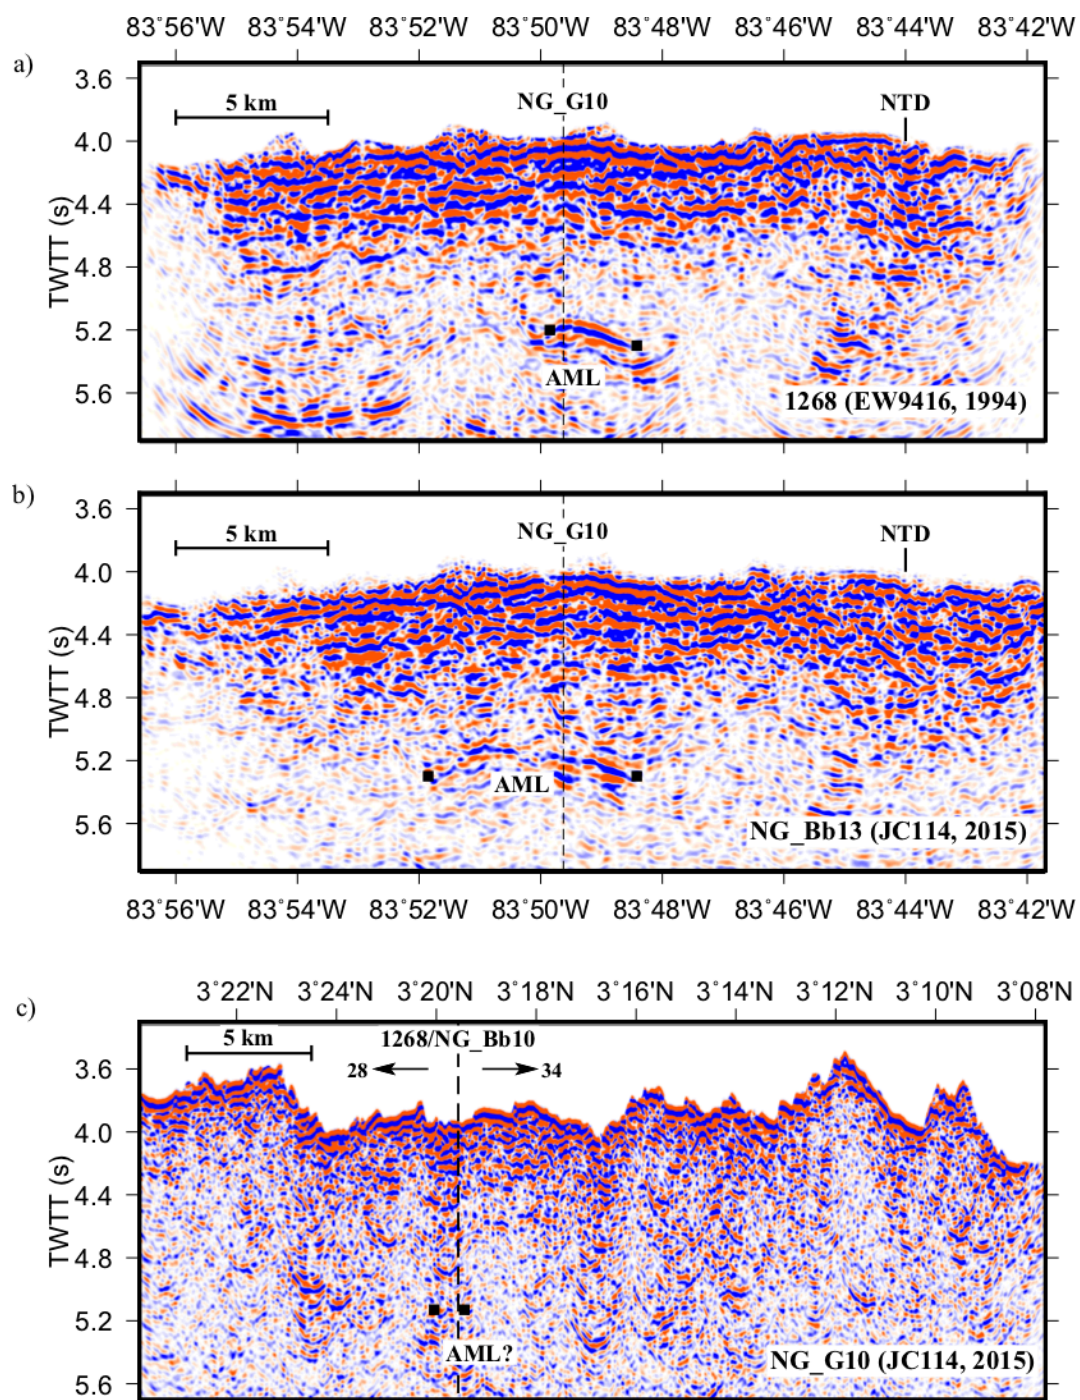 83°56'W 83°54'W 83°52'W 83°50'W 83°48'W 83°46'W 83°44'W 83°42'W
a)
3.6
5 km
NG_G10
NTD
4.0
4.4
TWTT (s)
4.8
5.2
AML
5.6
1268 (EW9416, 1994)
b)
3.6
5 km
NG_G10
NTD
4.0
4.4
TWTT (s)
4.8
5.2
AML
5.6
NG_Bb13 (JC114, 2015)
83°56'W 83°54'W 83°52'W 83°50'W 83°48'W 83°46'W 83°44'W 83°42'W
3°22'N 3°24'N 3°20'N 3°18'N 3°16'N 3°12'N 3°10'N 3°08'N
c)
5 km
1268/NG_Bb10
3.6
28
34
4.0
4.4
TWTT (s)
4.8
5.2
AML?
NG_G10 (JC114, 2015)
5.6